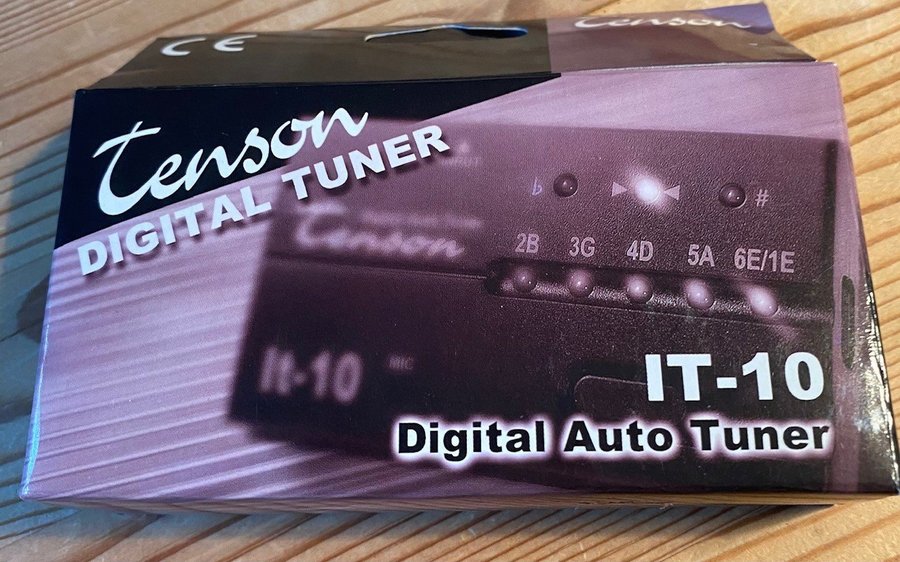 CE
tenson
tenson
DIGITAL TUNER
♭ ▶ ◀ #
tenson
2B 3G 4D 5A 6E/1E
It-10 MIC
IT-10
Digital Auto Tuner